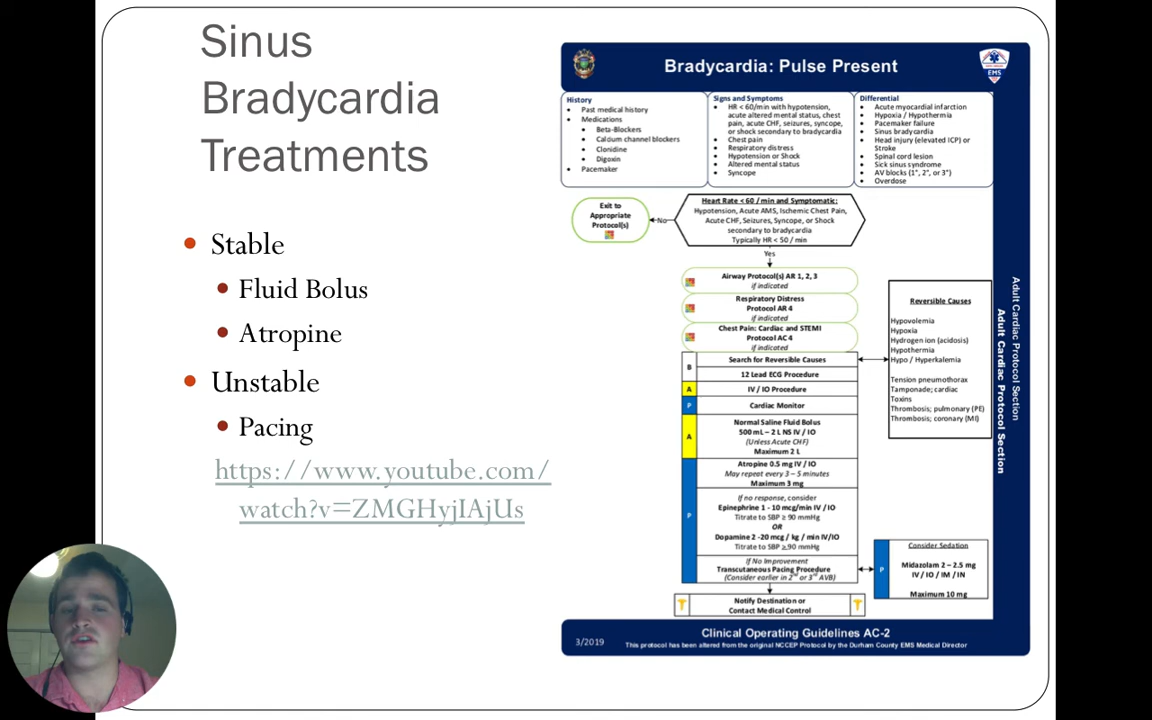 Sinus
Bradycardia
Treatments
Stable
Fluid Bolus
Atropine
Unstable
Pacing
https://www.youtube.com/
watch?v=ZMGHyjIAjUs
Bradycardia: Pulse Present
EMS
History
Past medical history
Medications
Beta-Blockers
Calcium channel blockers
Clonidine
Digoxin
Pacemaker
Signs and Symptoms
HR < 60/min with hypotension,
acute altered mental status, chest
pain, acute CHF, seizures, syncope,
or shock secondary to bradycardia
Chest pain
Respiratory distress
Hypotension or Shock
Altered mental status
Syncope
Differential
Acute myocardial infarction
Hypoxia / Hypothermia
Pacemaker failure
Sinus bradycardia
Head injury (elevated ICP) or
Stroke
Spinal cord lesion
Sick sinus syndrome
AV blocks (1°, 2°, or 3°)
Overdose
Exit to
Appropriate
Protocol(s)
No
Heart Rate < 60 / min and Symptomatic:
Hypotension, Acute AMS, Ischemic Chest Pain,
Acute CHF, Seizures, Syncope, or Shock
secondary to bradycardia
Typically HR < 50 / min
Yes
Airway Protocol(s) AR 1, 2, 3
if indicated
Respiratory Distress
Protocol AR 4
if indicated
Chest Pain: Cardiac and STEMI
Protocol AC 4
if indicated
B
Search for Reversible Causes
12 Lead ECG Procedure
A
IV / IO Procedure
P
Cardiac Monitor
A
Normal Saline Fluid Bolus
500 mL – 2 L NS IV / IO
(Unless Acute CHF)
Maximum 2 L
P
Atropine 0.5 mg IV / IO
May repeat every 3 – 5 minutes
Maximum 3 mg
If no response, consider
Epinephrine 1 - 10 mcg/min IV / IO
Titrate to SBP ≥ 90 mmHg
OR
Dopamine 2 -20 mcg / kg / min IV/IO
Titrate to SBP ≥ 90 mmHg
If No Improvement
Transcutaneous Pacing Procedure
(Consider earlier in 2nd or 3rd AVB)
Notify Destination or
Contact Medical Control
Reversible Causes
Hypovolemia
Hypoxia
Hydrogen ion (acidosis)
Hypothermia
Hypo / Hyperkalemia
Tension pneumothorax
Tamponade; cardiac
Toxins
Thrombosis; pulmonary (PE)
Thrombosis; coronary (MI)
P
Consider Sedation
Midazolam 2 – 2.5 mg
IV / IO / IM / IN
Maximum 10 mg
Adult Cardiac Protocol Section
Adult Cardiac Protocol Section
3/2019
Clinical Operating Guidelines AC-2
This protocol has been altered from the original NCCEP Protocol by the Durham County EMS Medical Director